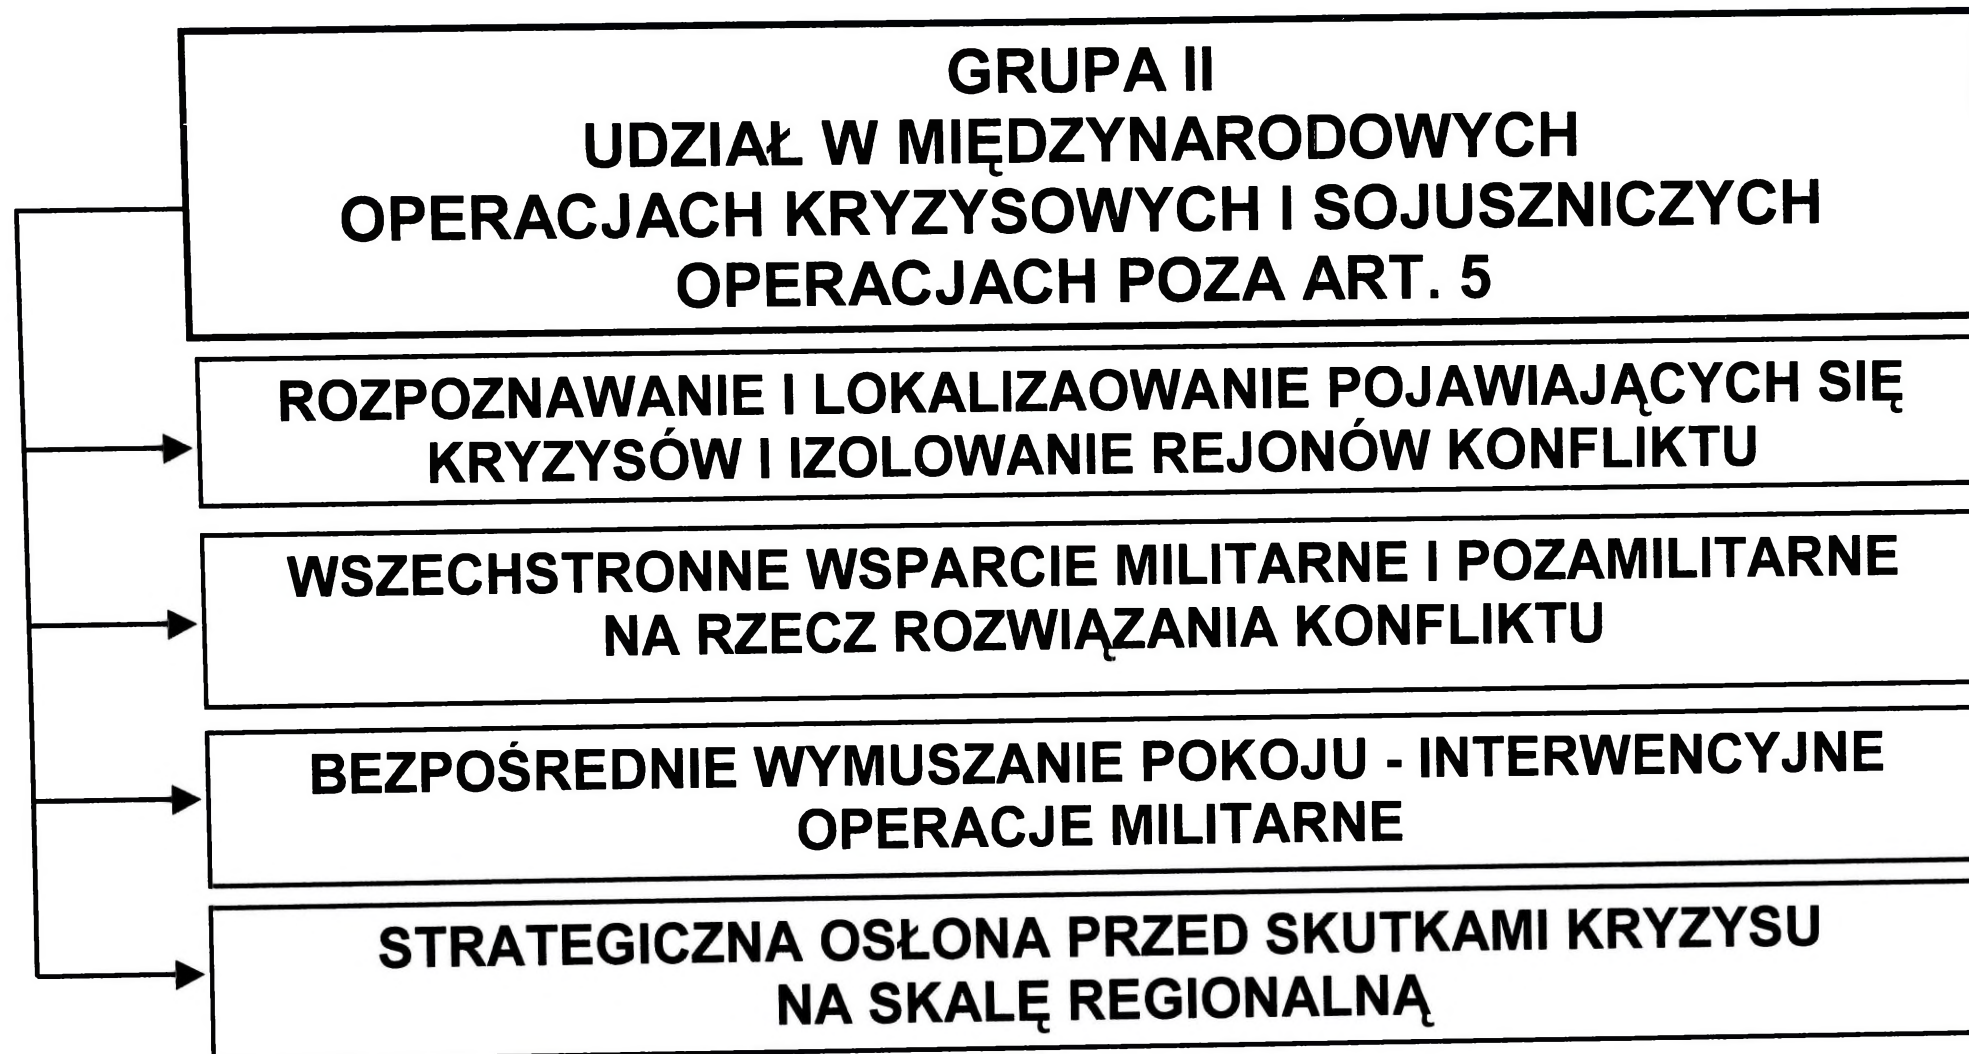 GRUPA II
UDZIAŁ W MIĘDZYNARODOWYCH
OPERACJACH KRYZYSOWYCH I SOJUSZNICZYCH
OPERACJACH POZA ART. 5
ROZPOZNAWANIE I LOKALIZAOWANIE POJAWIAJĄCYCH SIĘ
KRYZYSÓW I IZOLOWANIE REJONÓW KONFLIKTU
WSZECHSTRONNE WSPARCIE MILITARNE I POZAMILITARNE
NA RZECZ ROZWIĄZANIA KONFLIKTU
BEZPOŚREDNIE WYMUSZANIE POKOJU - INTERWENCYJNE
OPERACJE MILITARNE
STRATEGICZNA OSŁONA PRZED SKUTKAMI KRYZYSU
NA SKALĘ REGIONALNĄ